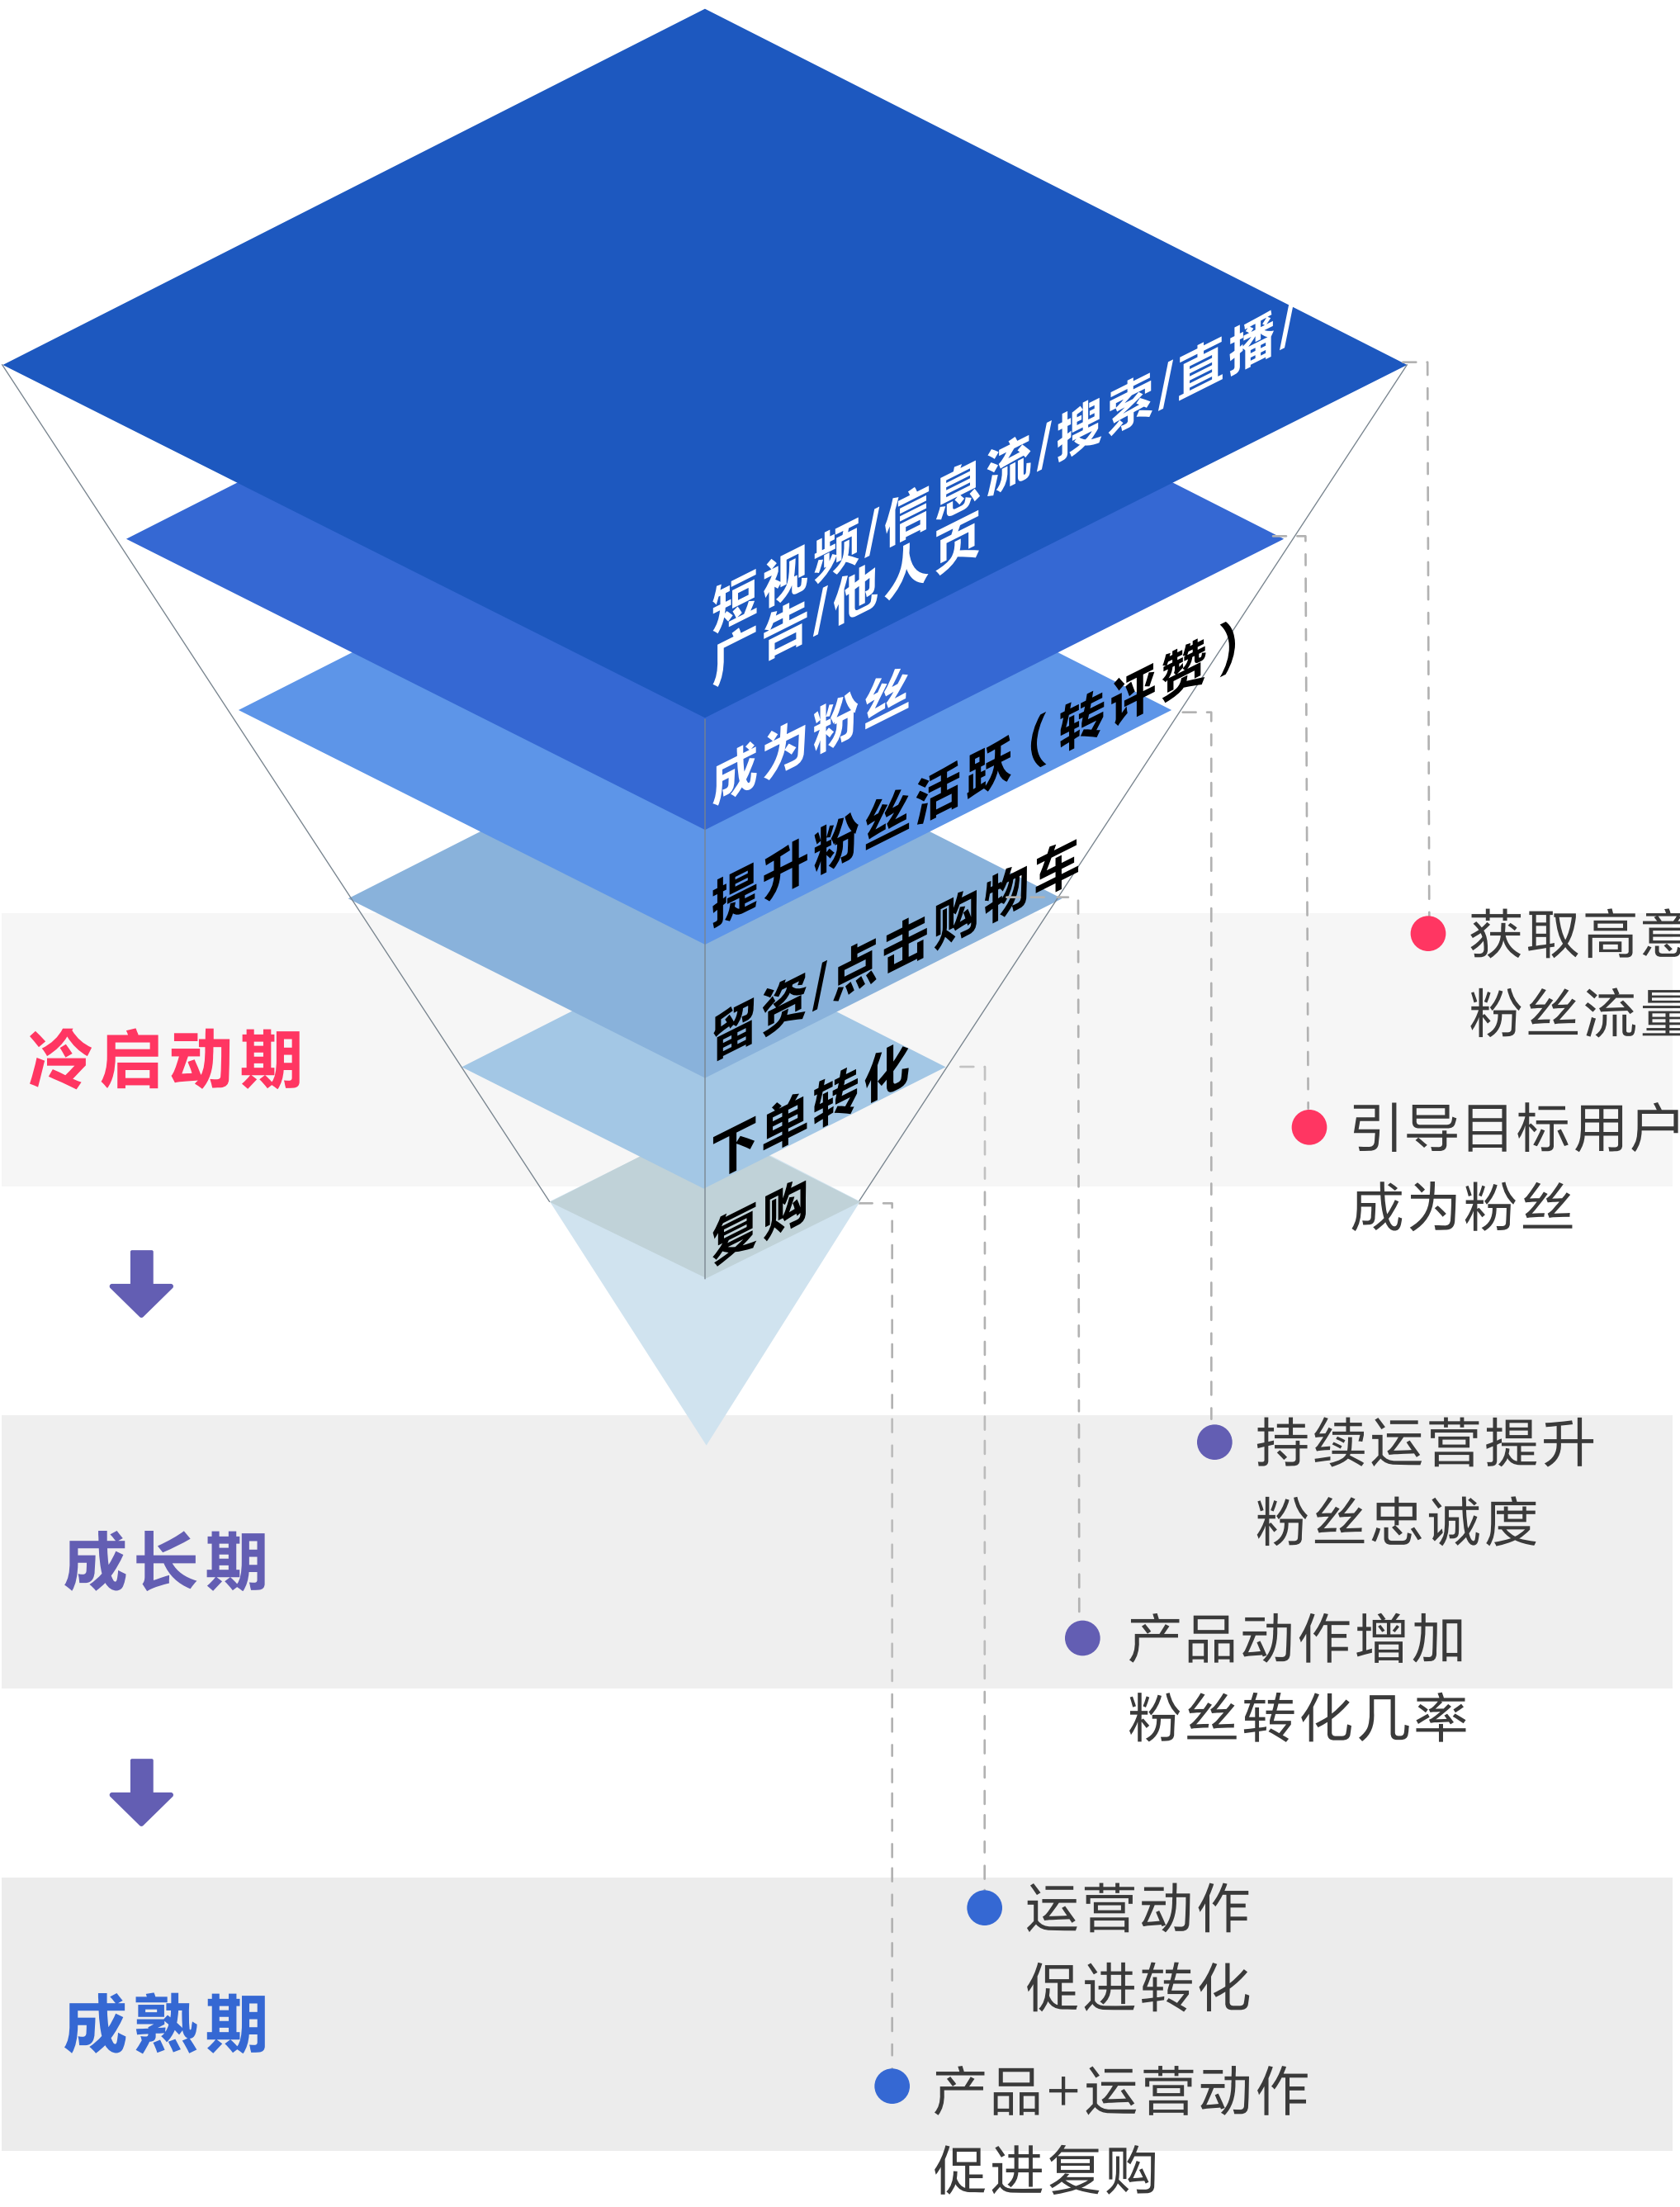 短视频/信息流/搜索/直播/
广告/他人页
成为粉丝
提升粉丝活跃（转评赞）
留资/点击购物车
下单转化
复购
冷启动期
获取高意
粉丝流量
引导目标用户
成为粉丝
成长期
持续运营提升
粉丝忠诚度
产品动作增加
粉丝转化几率
成熟期
运营动作
促进转化
产品+运营动作
促进复购